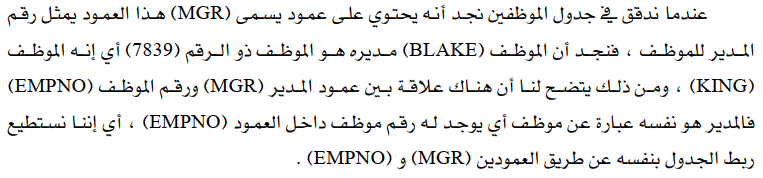 عندما ندقق في جدول الموظفين نجد أنه يحتوي على عمود يسمى (MGR) هذا العمود يمثل رقم
المدير للموظف ، فنجد أن الموظف (BLAKE) مديره هو الموظف ذو الرقم (7839) أي إنه الموظف
(KING) ، ومن ذلك يتضح لنا أن هناك علاقة بين عمود المدير (MGR) ورقم الموظف (EMPNO)
فالمدير هو نفسه عبارة عن موظف أي يوجد له رقم موظف داخل العمود (EMPNO) ، أي إننا نستطيع
ربط الجدول بنفسه عن طريق العمودين (MGR) و (EMPNO) .